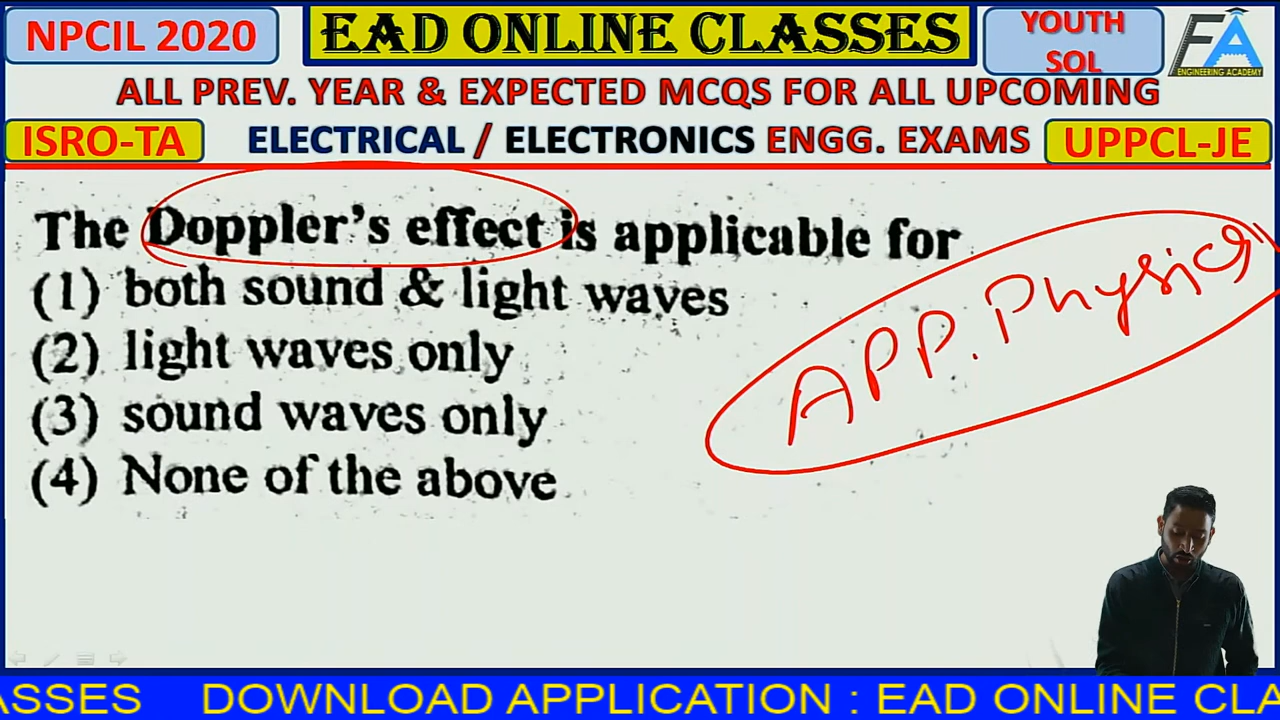 NPCIL 2020
EAD ONLINE CLASSES
YOUTH
SOL
EA
ENGINEERING ACADEMY
ALL PREV. YEAR & EXPECTED MCQS FOR ALL UPCOMING
ISRO-TA
ELECTRICAL / ELECTRONICS ENGG. EXAMS
UPPCL-JE
The Doppler's effect is applicable for
(1) both sound & light waves
(2) light waves only
(3) sound waves only
(4) None of the above
APP. Physics
ASSES DOWNLOAD APPLICATION : EAD ONLINE CLA